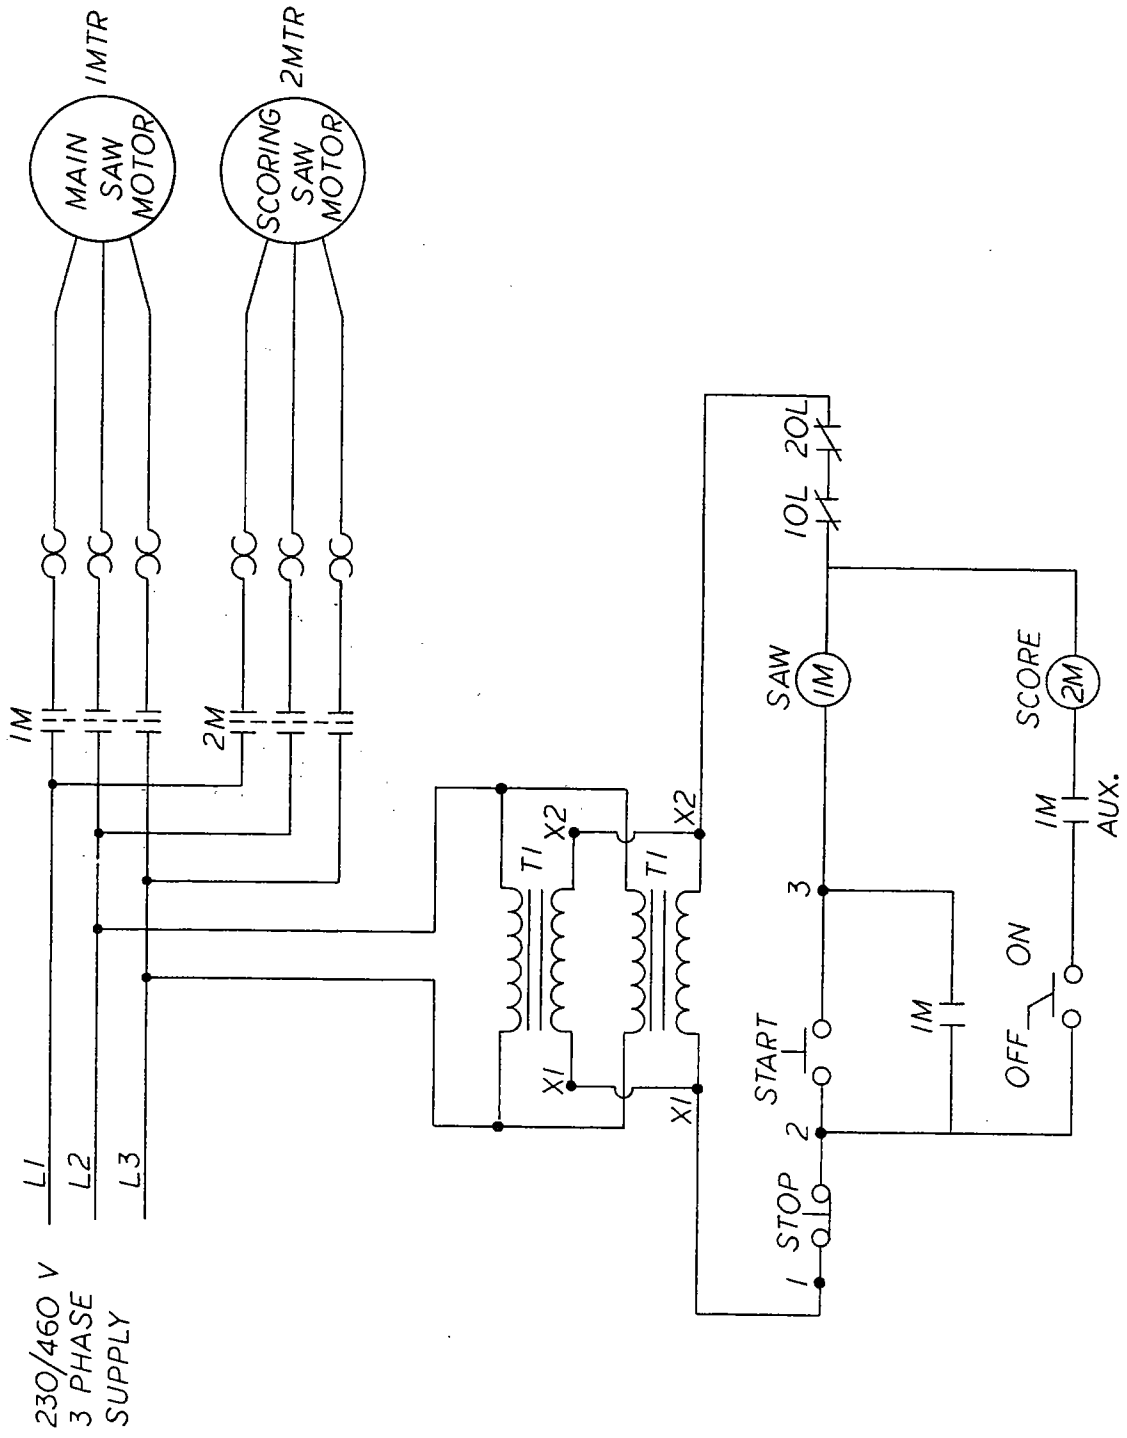 230/460 V
3 PHASE
SUPPLY
L1
L2
L3
1M
MAIN
SAW
MOTOR
1MTR
2M
SCORING
SAW
MOTOR
2MTR
X1
T1
X2
X1
T1
X2
1
STOP
2
START
3
SAW
1M
1OL
2OL
1M
OFF
ON
1M
AUX.
SCORE
2M